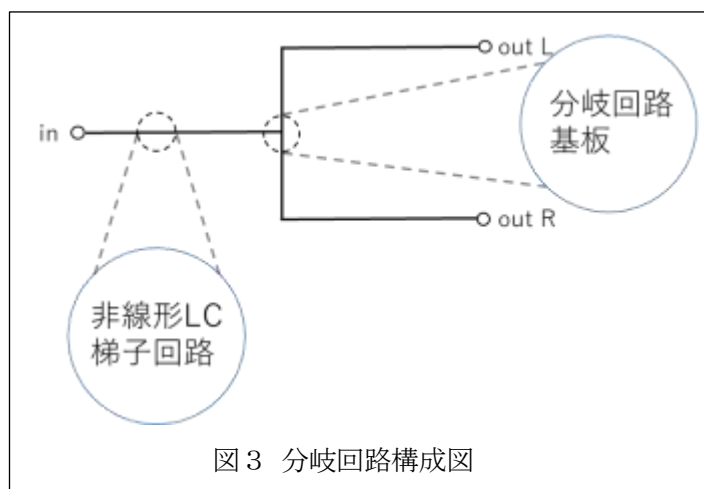 out L
分岐回路
基板
in
out R
非線形LC
梯子回路
図３ 分岐回路構成図